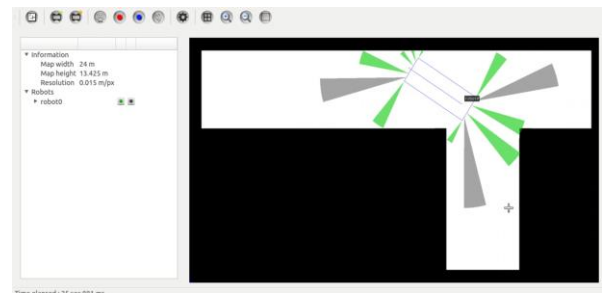 Information
Map width 24 m
Map height 13.425 m
Resolution 0.015 m/px
Robots
robot0